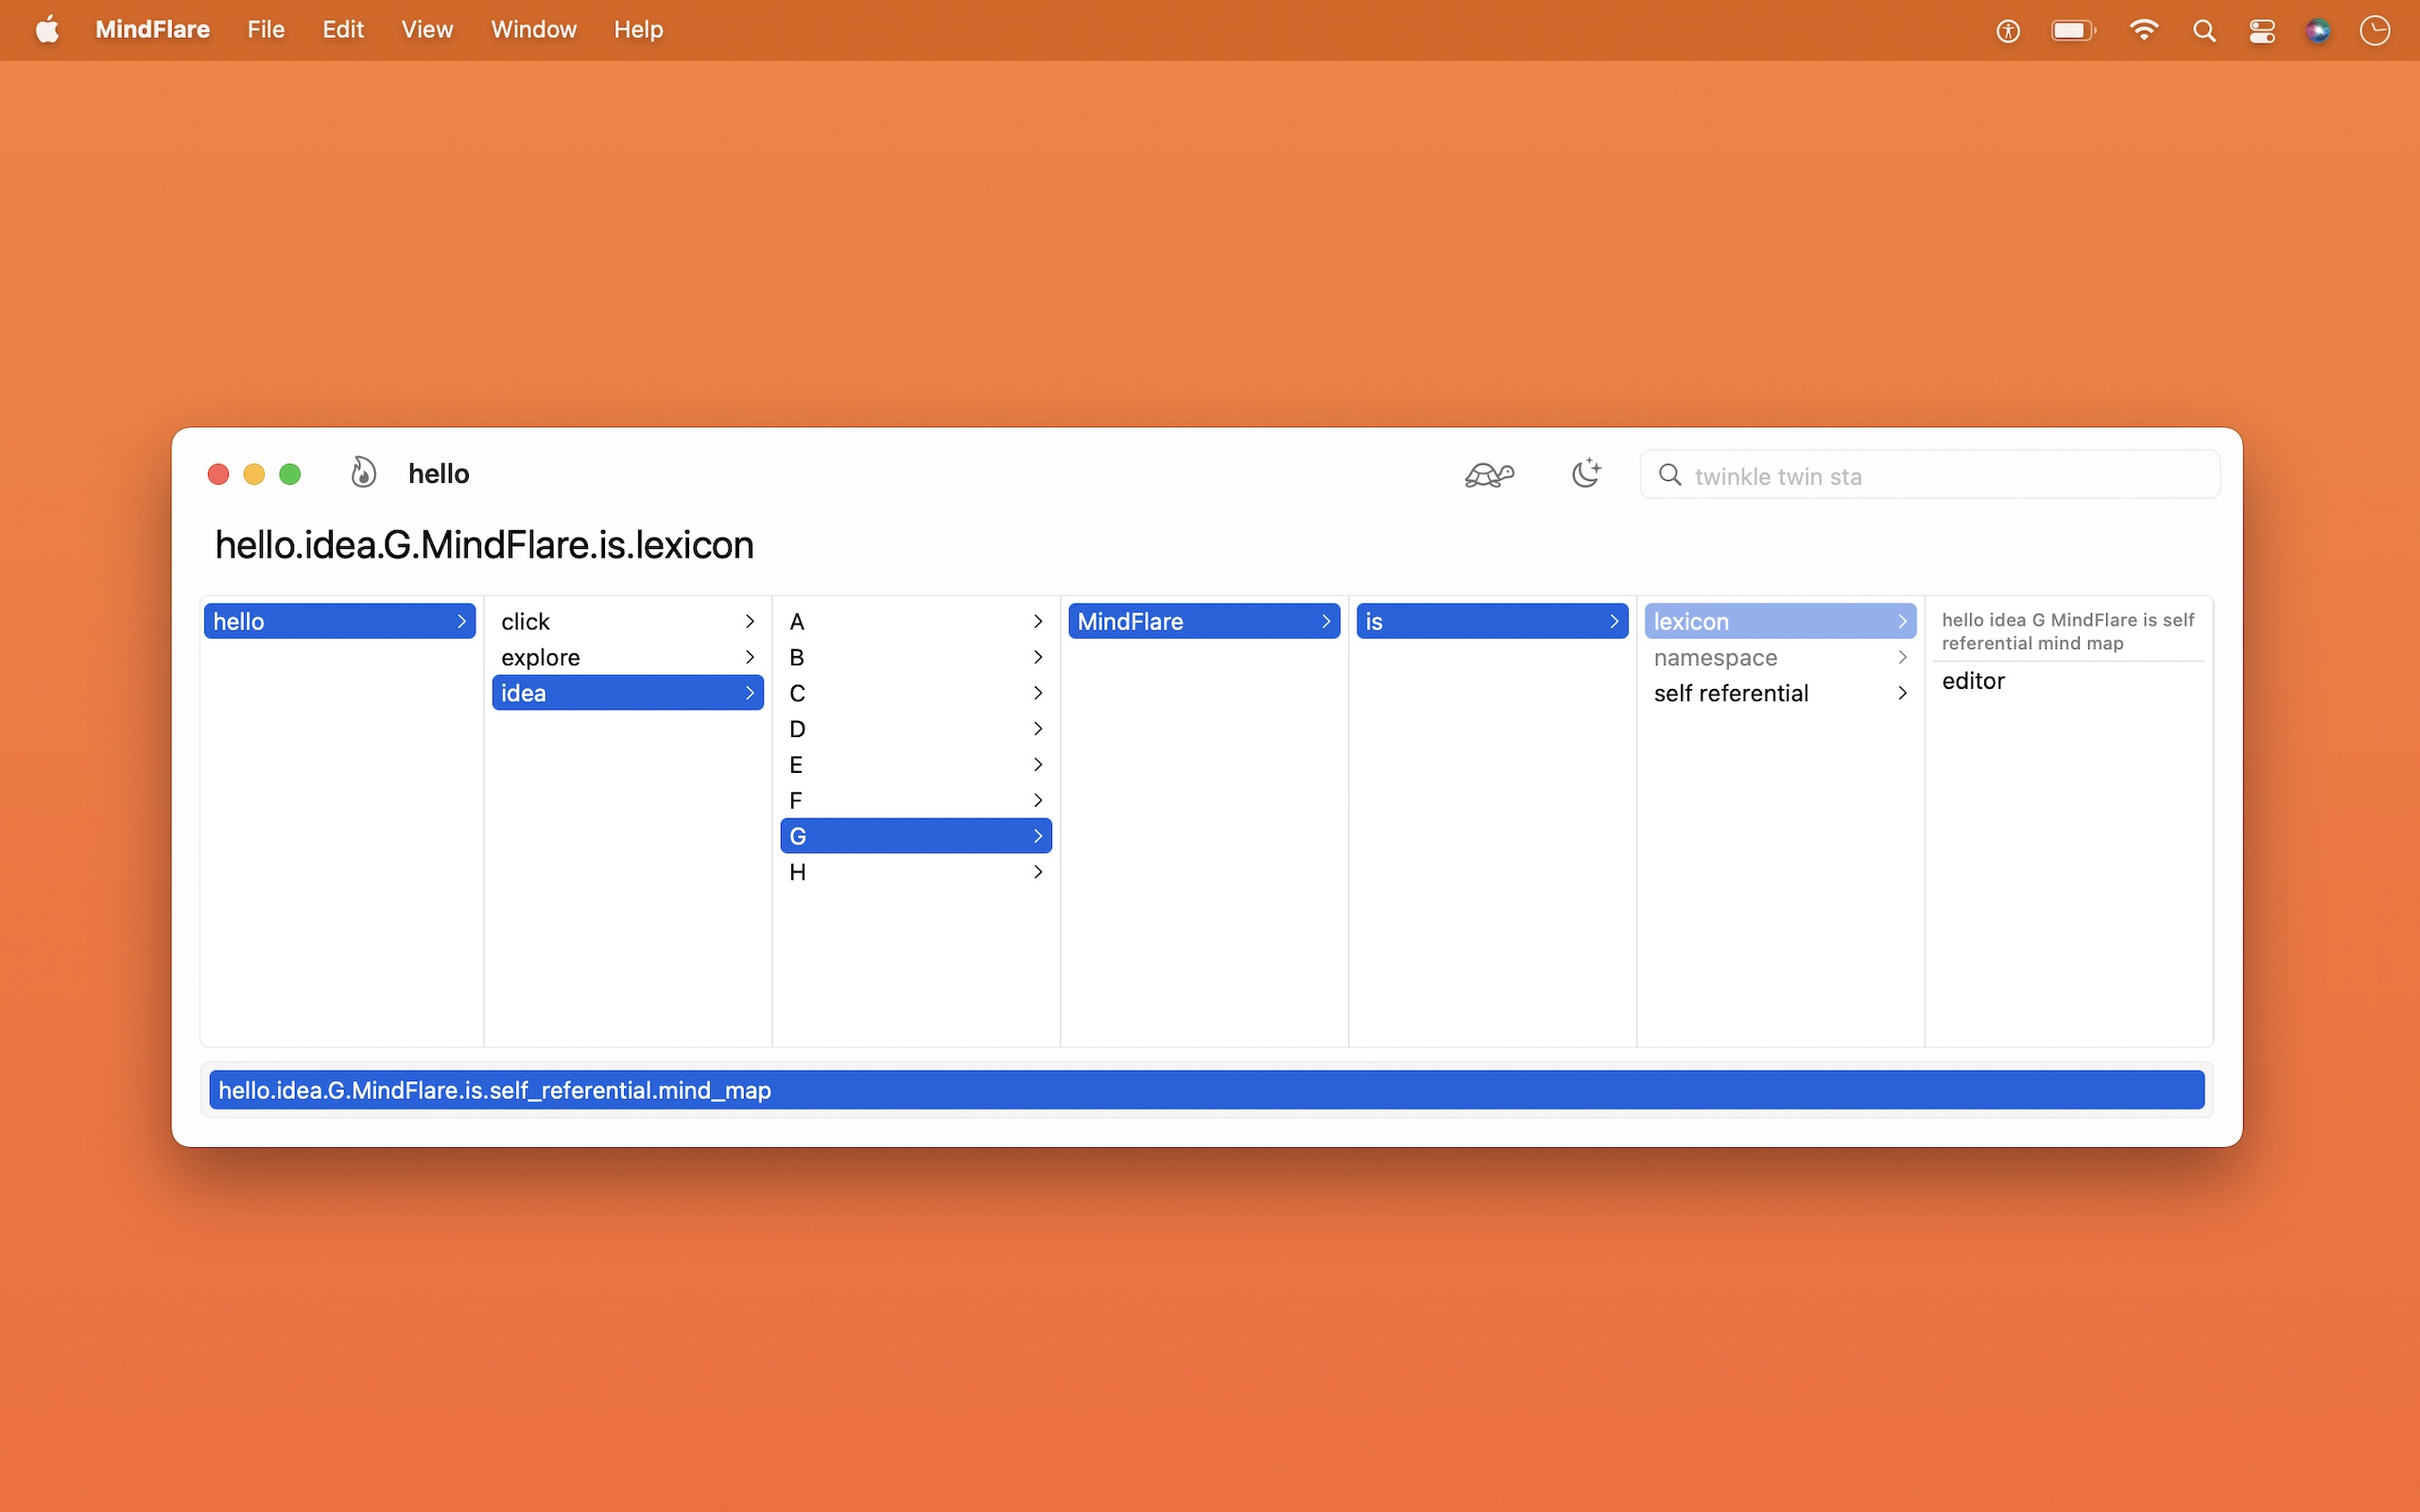 MindFlare File Edit View Window Help
hello
twinkle twin sta
hello.idea.G.MindFlare.is.lexicon
hello
click
explore
idea
A
B
C
D
E
F
G
H
MindFlare
is
lexicon
namespace
self referential
hello idea G MindFlare is self
referential mind map
editor
hello.idea.G.MindFlare.is.self_referential.mind_map